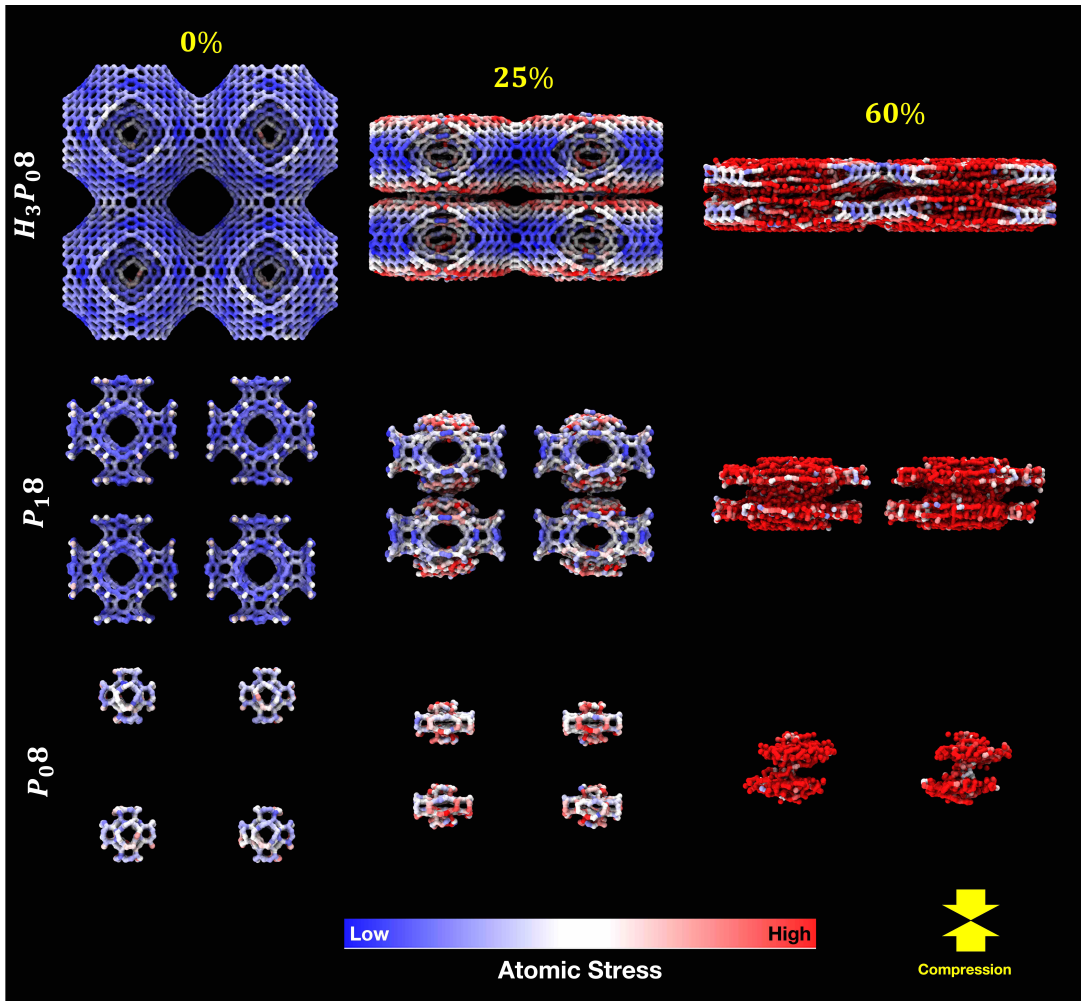 0%
25%
60%
H₃P₀8
P₁8
P₀8
Low
High
Atomic Stress
Compression